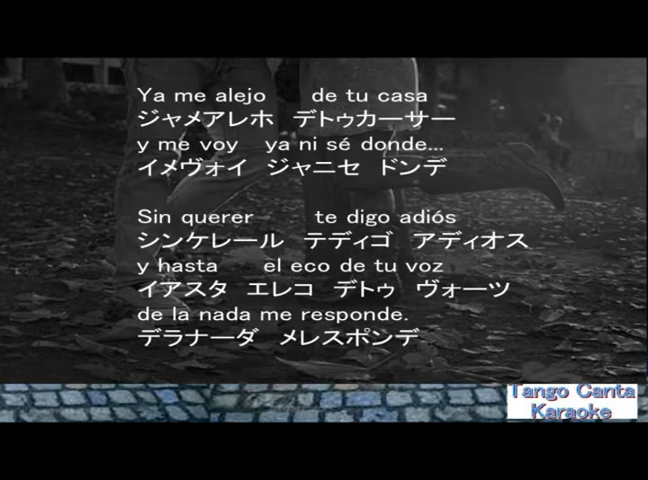 Ya me alejo de tu casa
ジャメアレホ デトゥカーサー
y me voy ya ni sé donde...
イメヴォイ ジャニセ ドンデ
Sin querer te digo adiós
シンケレール テディゴ アディオス
y hasta el eco de tu voz
イアスタ エレコ デトゥ ヴォーツ
de la nada me responde.
デラナーダ メレスポンデ
Tango Canta
Karaoke